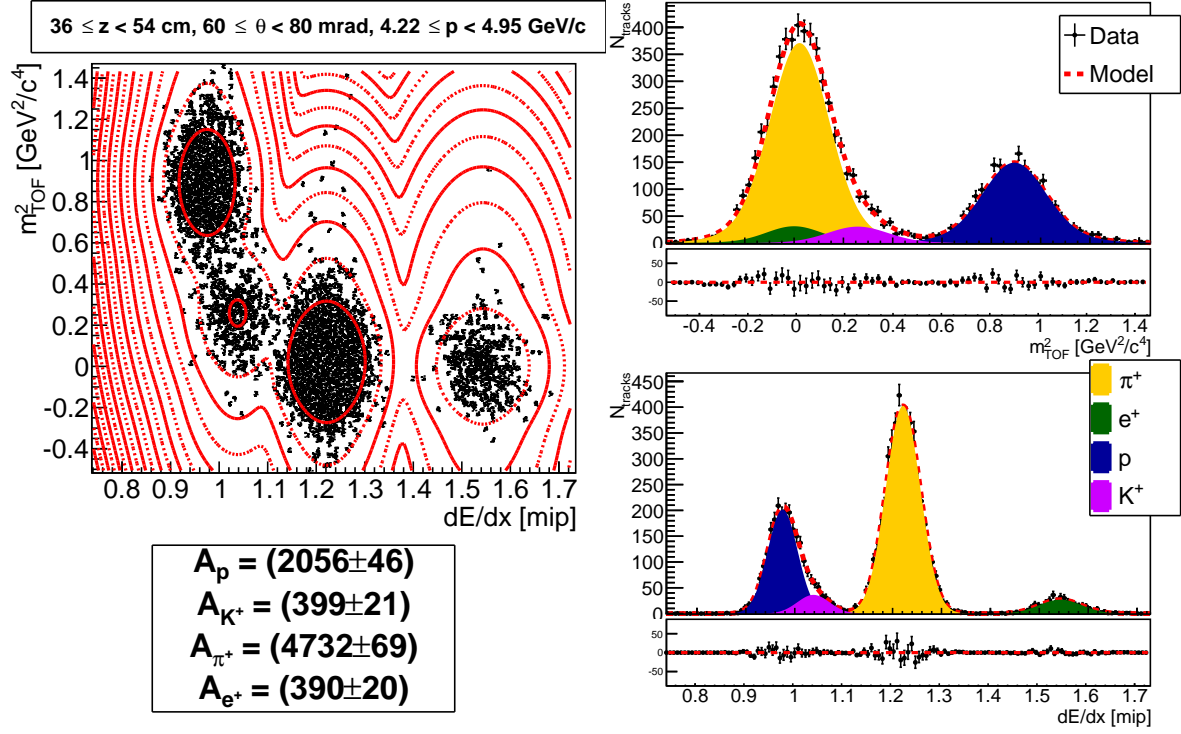 36 ≤ z < 54 cm, 60 ≤ θ < 80 mrad, 4.22 ≤ p < 4.95 GeV/c
m²TOF [GeV²/c⁴]
1.4
1.2
1
0.8
0.6
0.4
0.2
0
-0.2
-0.4
0.8 0.9 1 1.1 1.2 1.3 1.4 1.5 1.6 1.7
dE/dx [mip]
Aₚ = (2056±46)
A_K⁺ = (399±21)
A_π⁺ = (4732±69)
A_e⁺ = (390±20)
N_tracks
400
350
300
250
200
150
100
50
0
Data
Model
50
0
-50
-0.4 -0.2 0 0.2 0.4 0.6 0.8 1 1.2 1.4
m²TOF [GeV²/c⁴]
N_tracks
450
400
350
300
250
200
150
100
50
0
π⁺
e⁺
p
K⁺
50
0
-50
0.8 0.9 1 1.1 1.2 1.3 1.4 1.5 1.6 1.7
dE/dx [mip]